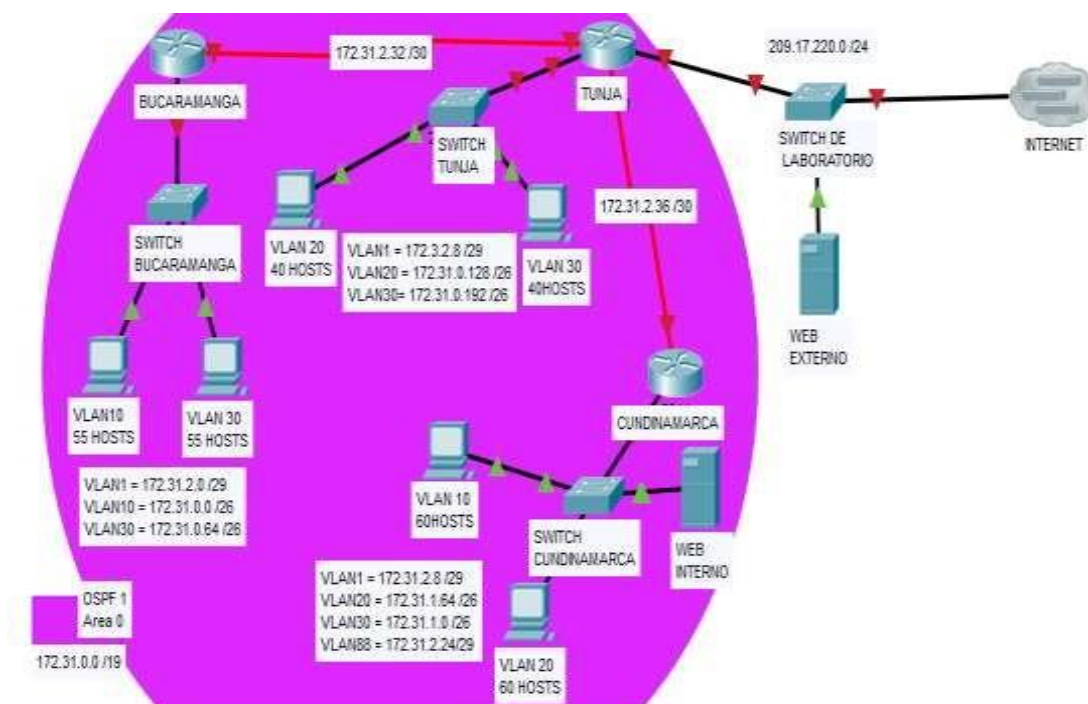 172.31.2.32 /30
209.17.220.0 /24
BUCARAMANGA
TUNJA
SWITCH
TUNJA
SWITCH DE
LABORATORIO
INTERNET
172.31.2.36 /30
SWITCH
BUCARAMANGA
VLAN 20
40 HOSTS
VLAN1 = 172.3.2.8 /29
VLAN20 = 172.31.0.128 /26
VLAN30= 172.31.0.192 /26
VLAN 30
40HOSTS
WEB
EXTERNO
VLAN10
55 HOSTS
VLAN 30
55 HOSTS
CUNDINAMARCA
VLAN1 = 172.31.2.0 /29
VLAN10 = 172.31.0.0 /26
VLAN30 = 172.31.0.64 /26
VLAN 10
60HOSTS
SWITCH
CUNDINAMARCA
WEB
INTERNO
VLAN1 = 172.31.2.8 /29
VLAN20 = 172.31.1.64 /26
VLAN30 = 172.31.1.0 /26
VLAN88 = 172.31.2.24/29
OSPF 1
Area 0
172.31.0.0 /19
VLAN 20
60 HOSTS